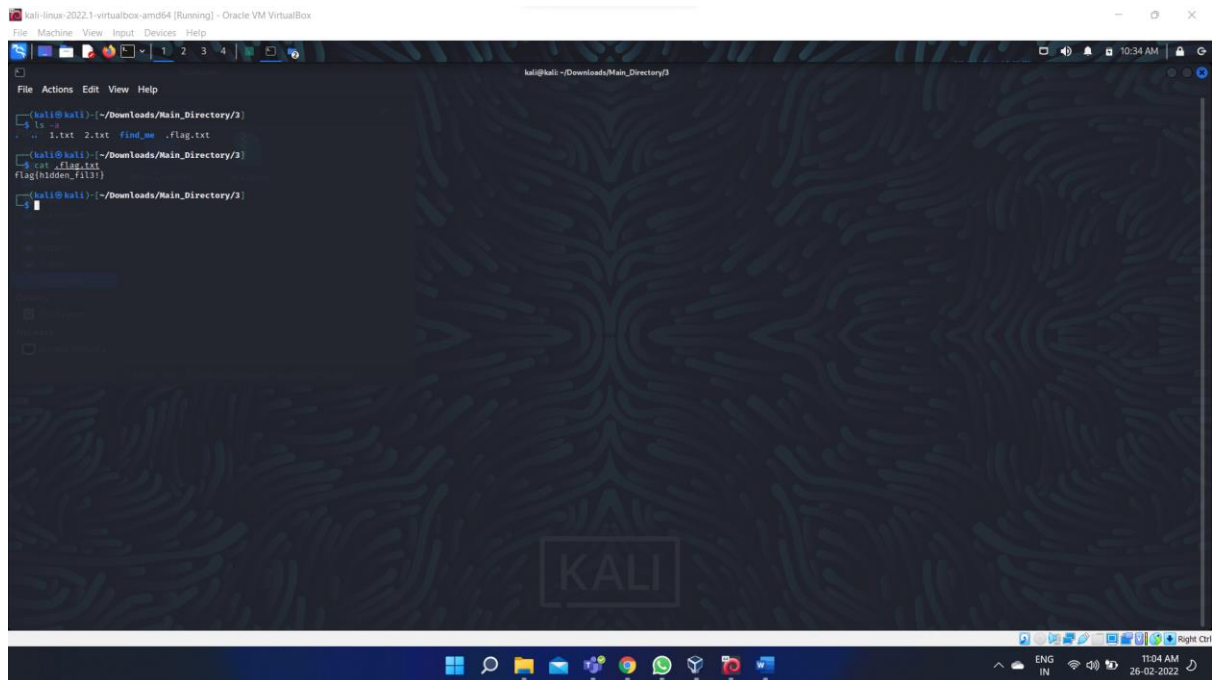 kali-linux-2022.1-virtualbox-amd64 [Running] - Oracle VM VirtualBox
File Machine View Input Devices Help
1 2 3 4
10:34 AM
kali@kali: ~/Downloads/Main_Directory/3
File Actions Edit View Help
(kali㉿kali)-[~/Downloads/Main_Directory/3]
$ ls -a
. .. 1.txt 2.txt find_me .flag.txt
(kali㉿kali)-[~/Downloads/Main_Directory/3]
$ cat .flag.txt
flag{h1dden_fil3!}
(kali㉿kali)-[~/Downloads/Main_Directory/3]
$
KALI
Right Ctrl
ENG
IN
11:04 AM
26-02-2022